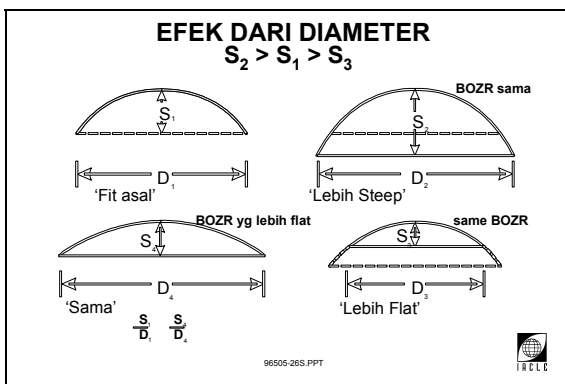 EFEK DARI DIAMETER
S₂ > S₁ > S₃
BOZR sama
S₁
S₂
D₁
D₂
'Fit asal'
'Lebih Steep'
BOZR yg lebih flat
same BOZR
S₄
S₃
D₄
D₃
'Sama'
'Lebih Flat'
S₁ S₄
D₁ D₄
96505-26S.PPT
IACLE